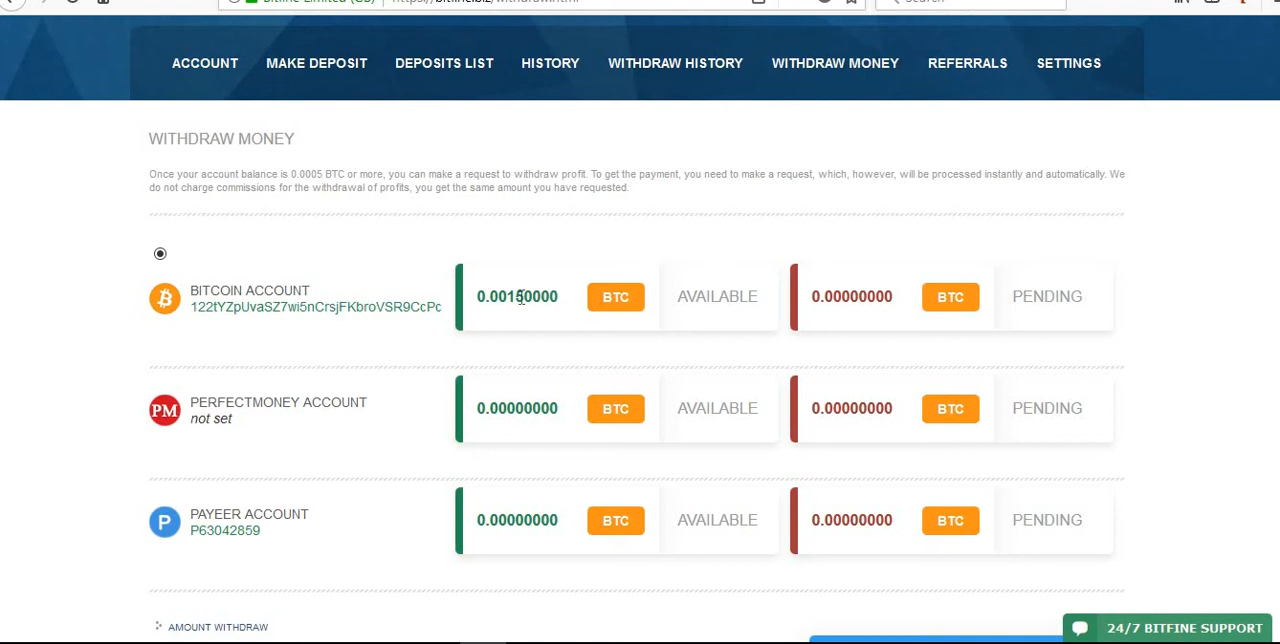 ACCOUNT MAKE DEPOSIT DEPOSITS LIST HISTORY WITHDRAW HISTORY WITHDRAW MONEY REFERRALS SETTINGS
WITHDRAW MONEY
Once your account balance is 0.0005 BTC or more, you can make a request to withdraw profit. To get the payment, you need to make a request, which, however, will be processed instantly and automatically. We
do not charge commissions for the withdrawal of profits, you get the same amount you have requested.
BITCOIN ACCOUNT
122tYZpUvaSZ7wi5nCrsjFKbroVSR9CcPc
0.00150000 BTC AVAILABLE 0.00000000 BTC PENDING
PM PERFECTMONEY ACCOUNT
not set
0.00000000 BTC AVAILABLE 0.00000000 BTC PENDING
P PAYEER ACCOUNT
P63042859
0.00000000 BTC AVAILABLE 0.00000000 BTC PENDING
AMOUNT WITHDRAW
24/7 BITFINE SUPPORT